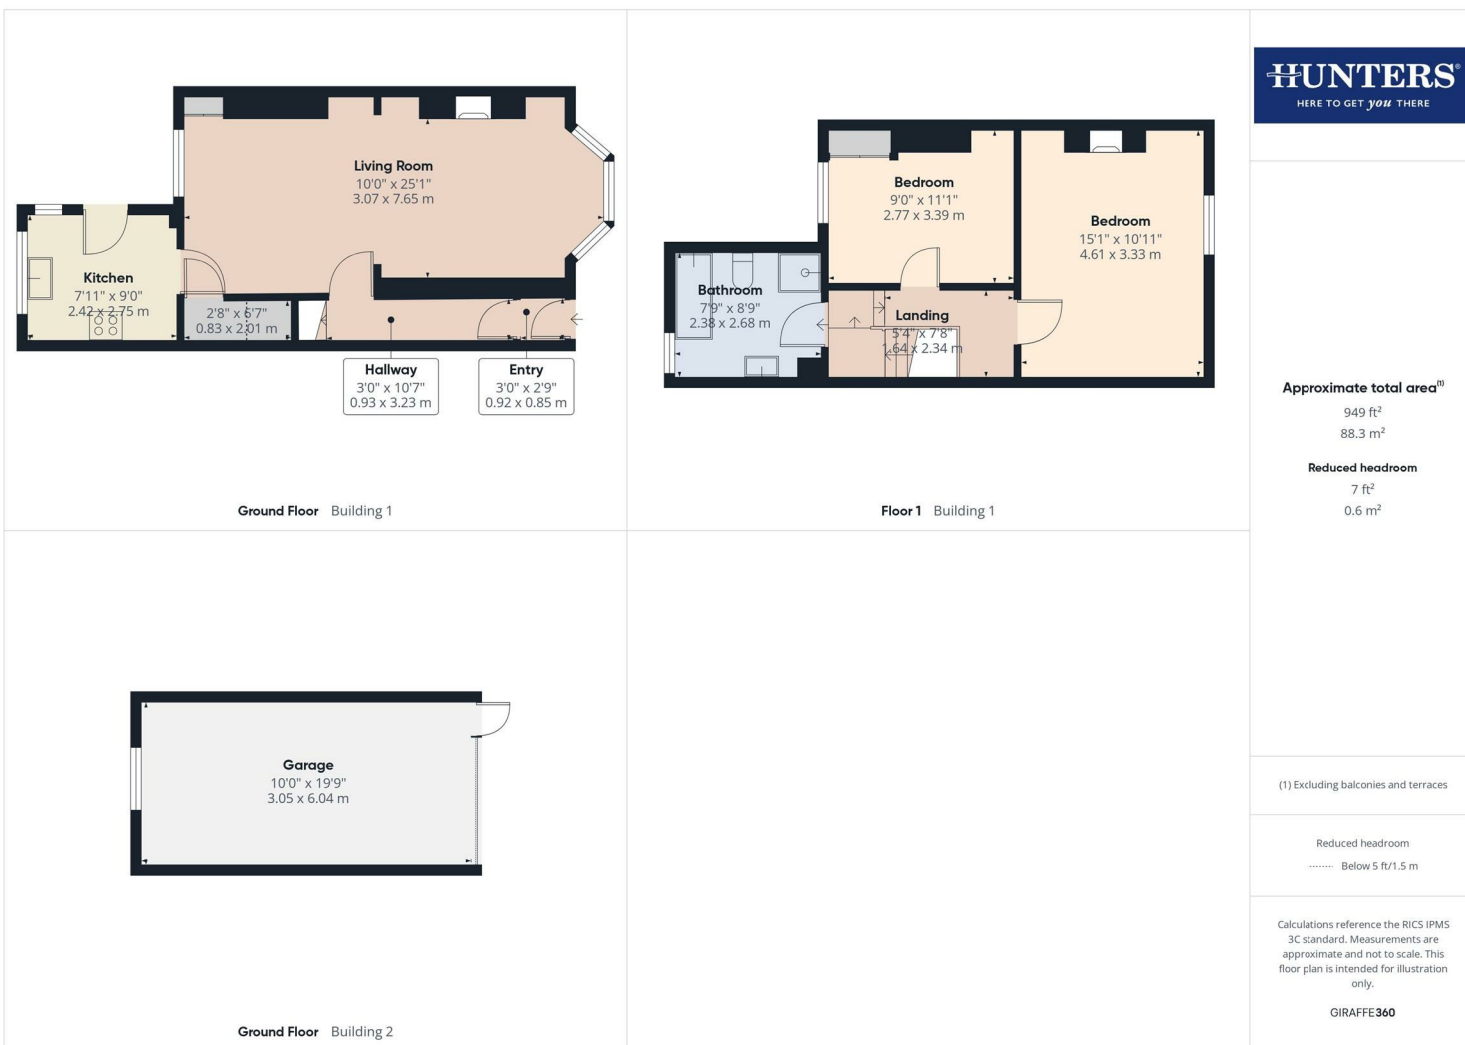 Living Room
10'0" x 25'1"
3.07 x 7.65 m
Kitchen
7'11" x 9'0"
2.42 x 2.75 m
2'8" x 6'7"
0.83 x 2.01 m
Hallway
3'0" x 10'7"
0.93 x 3.23 m
Entry
3'0" x 2'9"
0.92 x 0.85 m
Ground Floor Building 1
Bedroom
9'0" x 11'1"
2.77 x 3.39 m
Bedroom
15'1" x 10'11"
4.61 x 3.33 m
Bathroom
7'9" x 8'9"
2.38 x 2.68 m
Landing
5'4" x 7'8"
1.64 x 2.34 m
Floor 1 Building 1
Garage
10'0" x 19'9"
3.05 x 6.04 m
Ground Floor Building 2
HUNTERS®
HERE TO GET you THERE
Approximate total area(1)
949 ft²
88.3 m²
Reduced headroom
7 ft²
0.6 m²
(1) Excluding balconies and terraces
Reduced headroom
Below 5 ft/1.5 m
Calculations reference the RICS IPMS
3C standard. Measurements are
approximate and not to scale. This
floor plan is intended for illustration
only.
GIRAFFE360